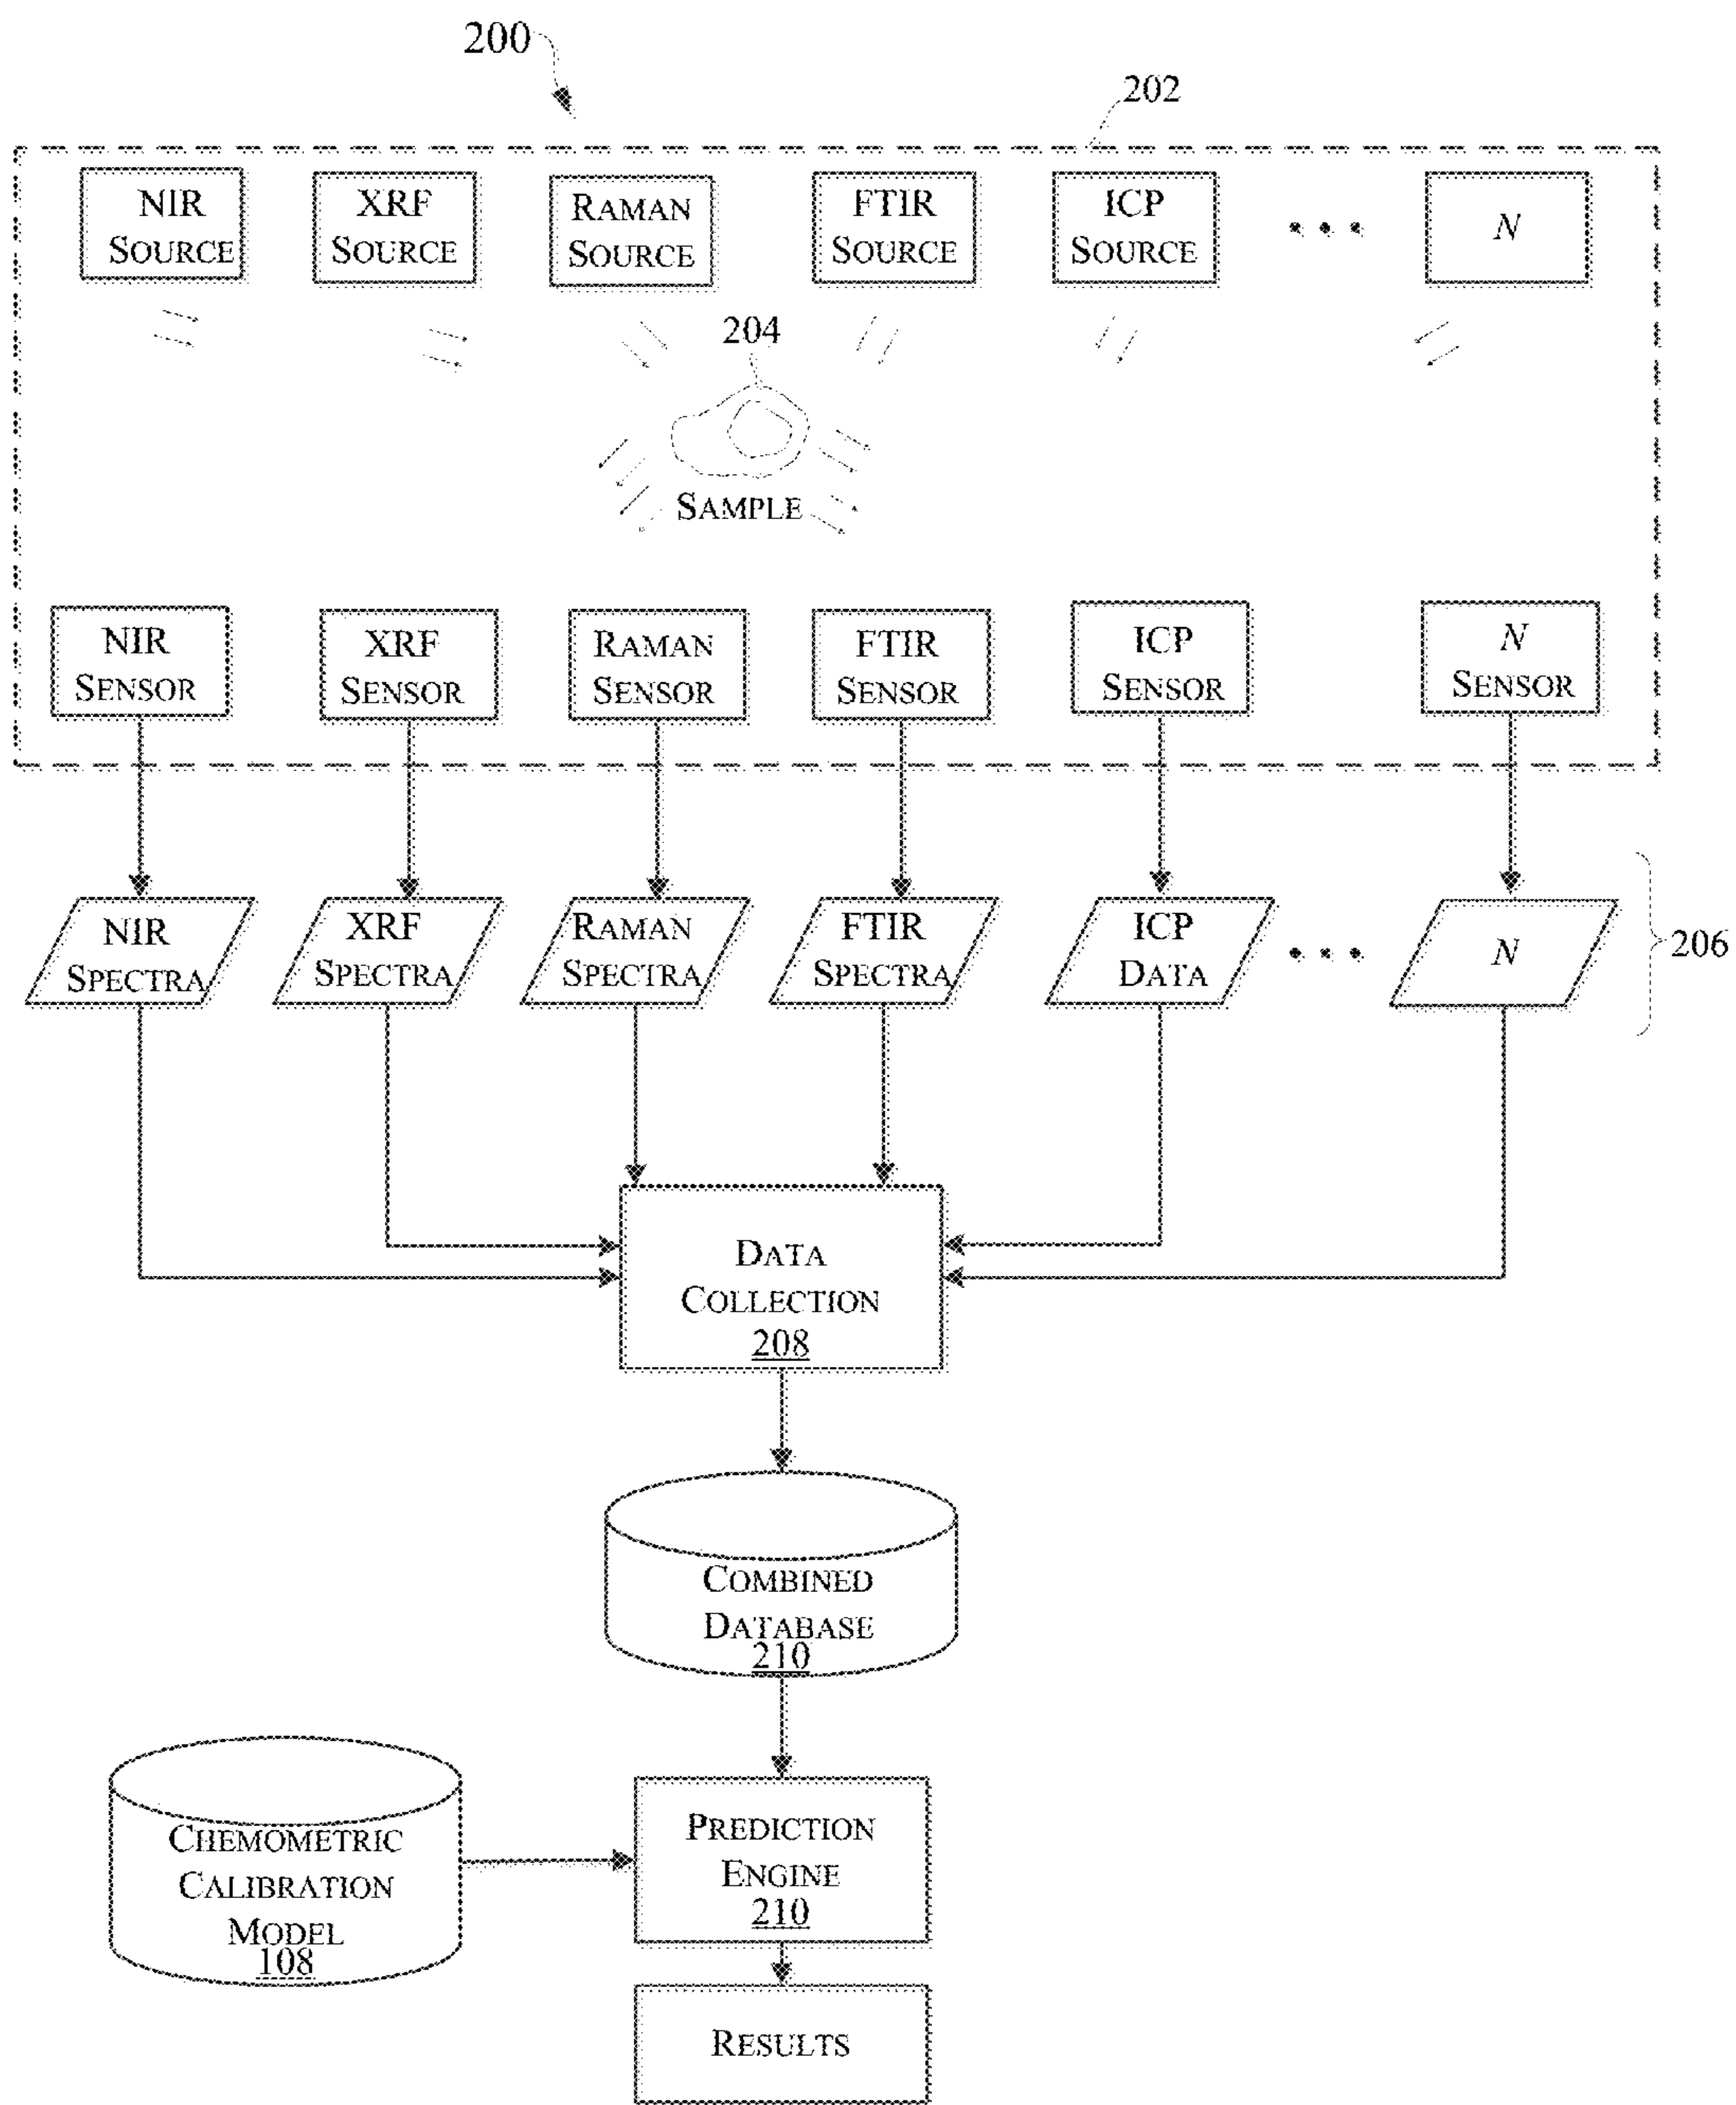 200
202
NIR
SOURCE
XRF
SOURCE
RAMAN
SOURCE
FTIR
SOURCE
ICP
SOURCE
• • •
N
204
SAMPLE
NIR
SENSOR
XRF
SENSOR
RAMAN
SENSOR
FTIR
SENSOR
ICP
SENSOR
N
SENSOR
NIR
SPECTRA
XRF
SPECTRA
RAMAN
SPECTRA
FTIR
SPECTRA
ICP
DATA
• • •
N
206
DATA
COLLECTION
208
COMBINED
DATABASE
210
CHEMOMETRIC
CALIBRATION
MODEL
108
PREDICTION
ENGINE
210
RESULTS